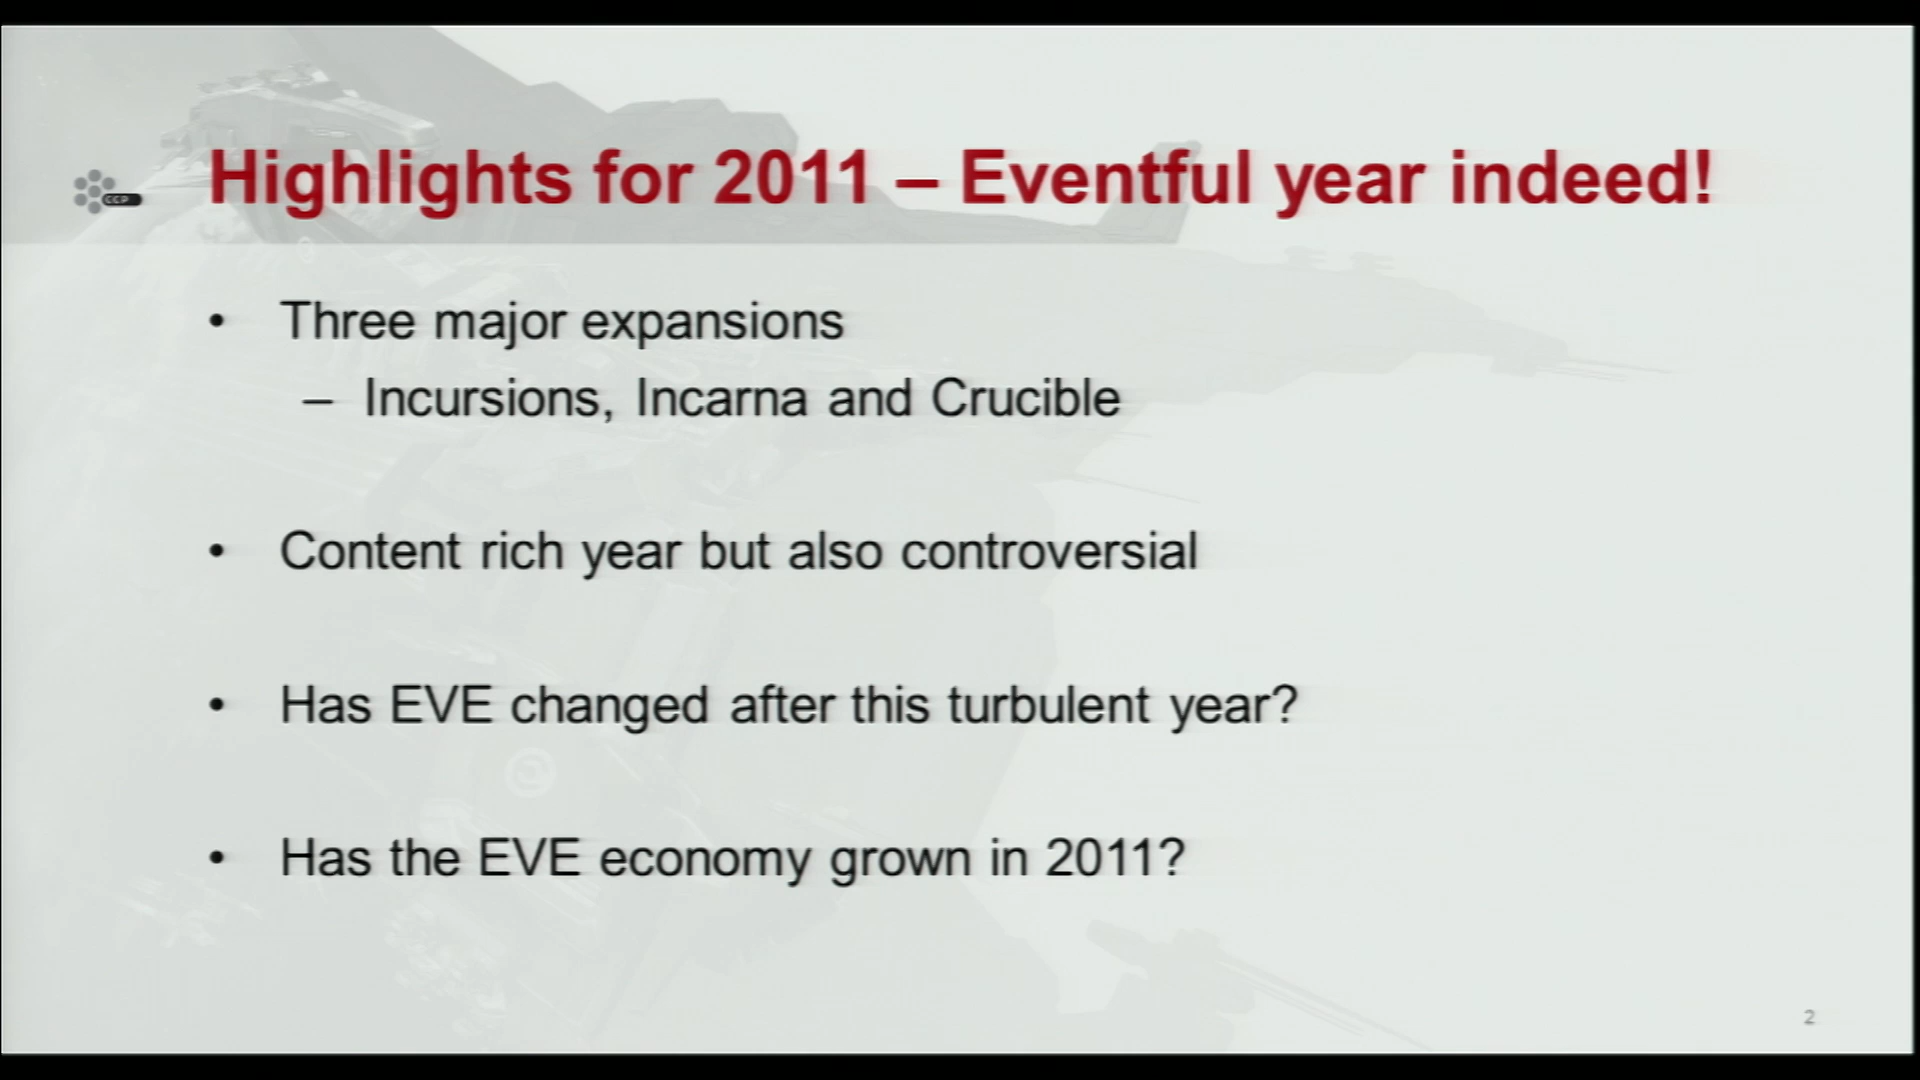 CCP
Highlights for 2011 – Eventful year indeed!
• Three major expansions
– Incursions, Incarna and Crucible
• Content rich year but also controversial
• Has EVE changed after this turbulent year?
• Has the EVE economy grown in 2011?
2